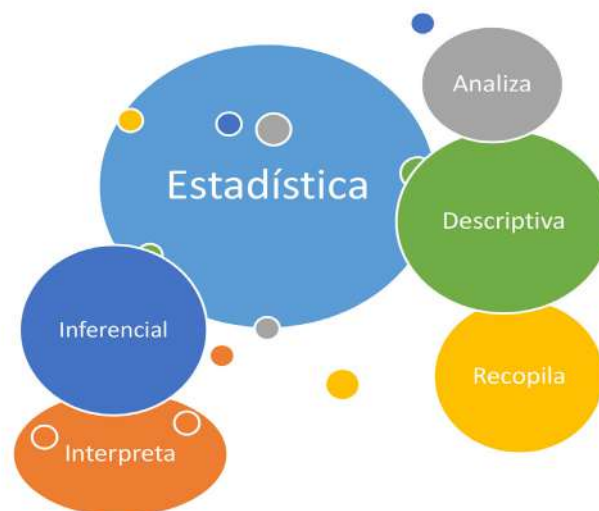 Analiza
Estadística
Descriptiva
Inferencial
Recopila
Interpreta